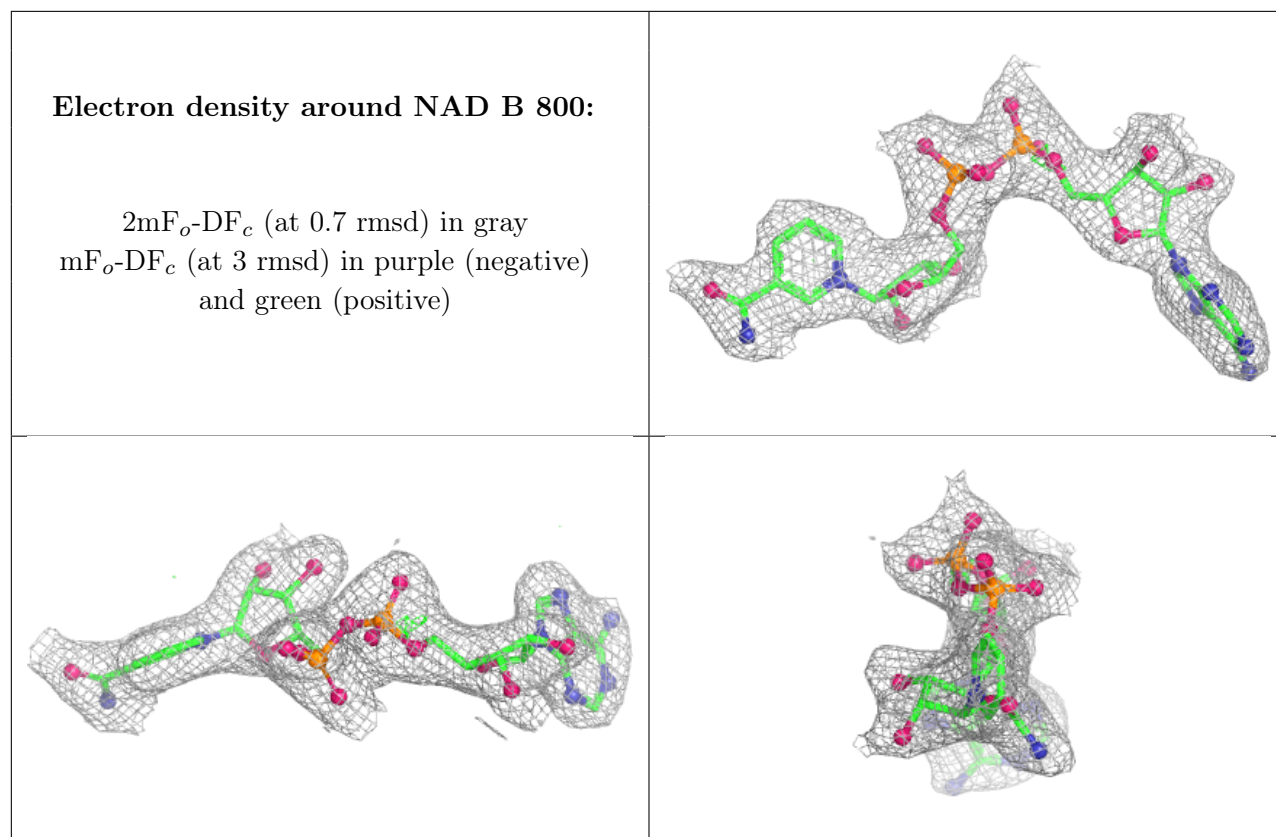 Electron density around NAD B 800:
2mFo-DFc (at 0.7 rmsd) in gray
mFo-DFc (at 3 rmsd) in purple (negative)
and green (positive)